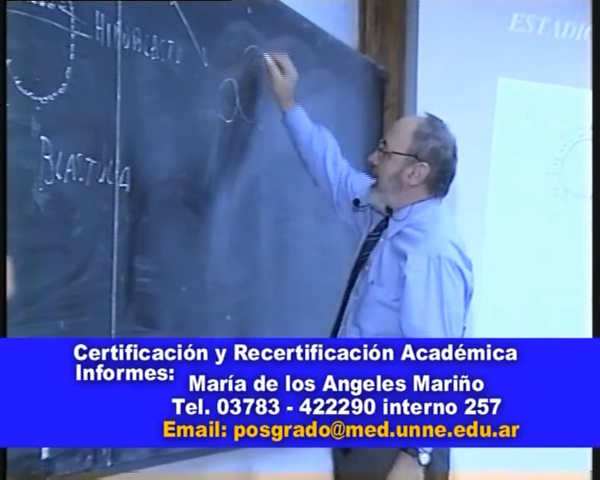 ESTADIO
BLASTULA
Certificación y Recertificación Académica
Informes:
María de los Angeles Mariño
Tel. 03783 - 422290 interno 257
Email: posgrado@med.unne.edu.ar